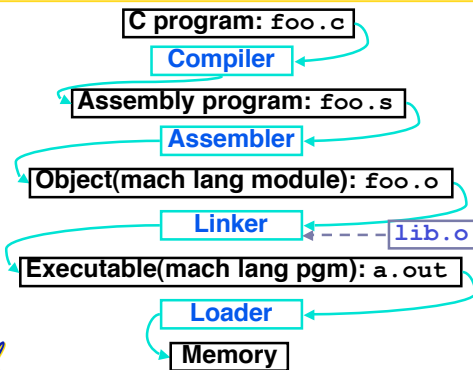 C program: foo.c
Compiler
Assembly program: foo.s
Assembler
Object(mach lang module): foo.o
Linker
lib.o
Executable(mach lang pgm): a.out
Loader
Memory